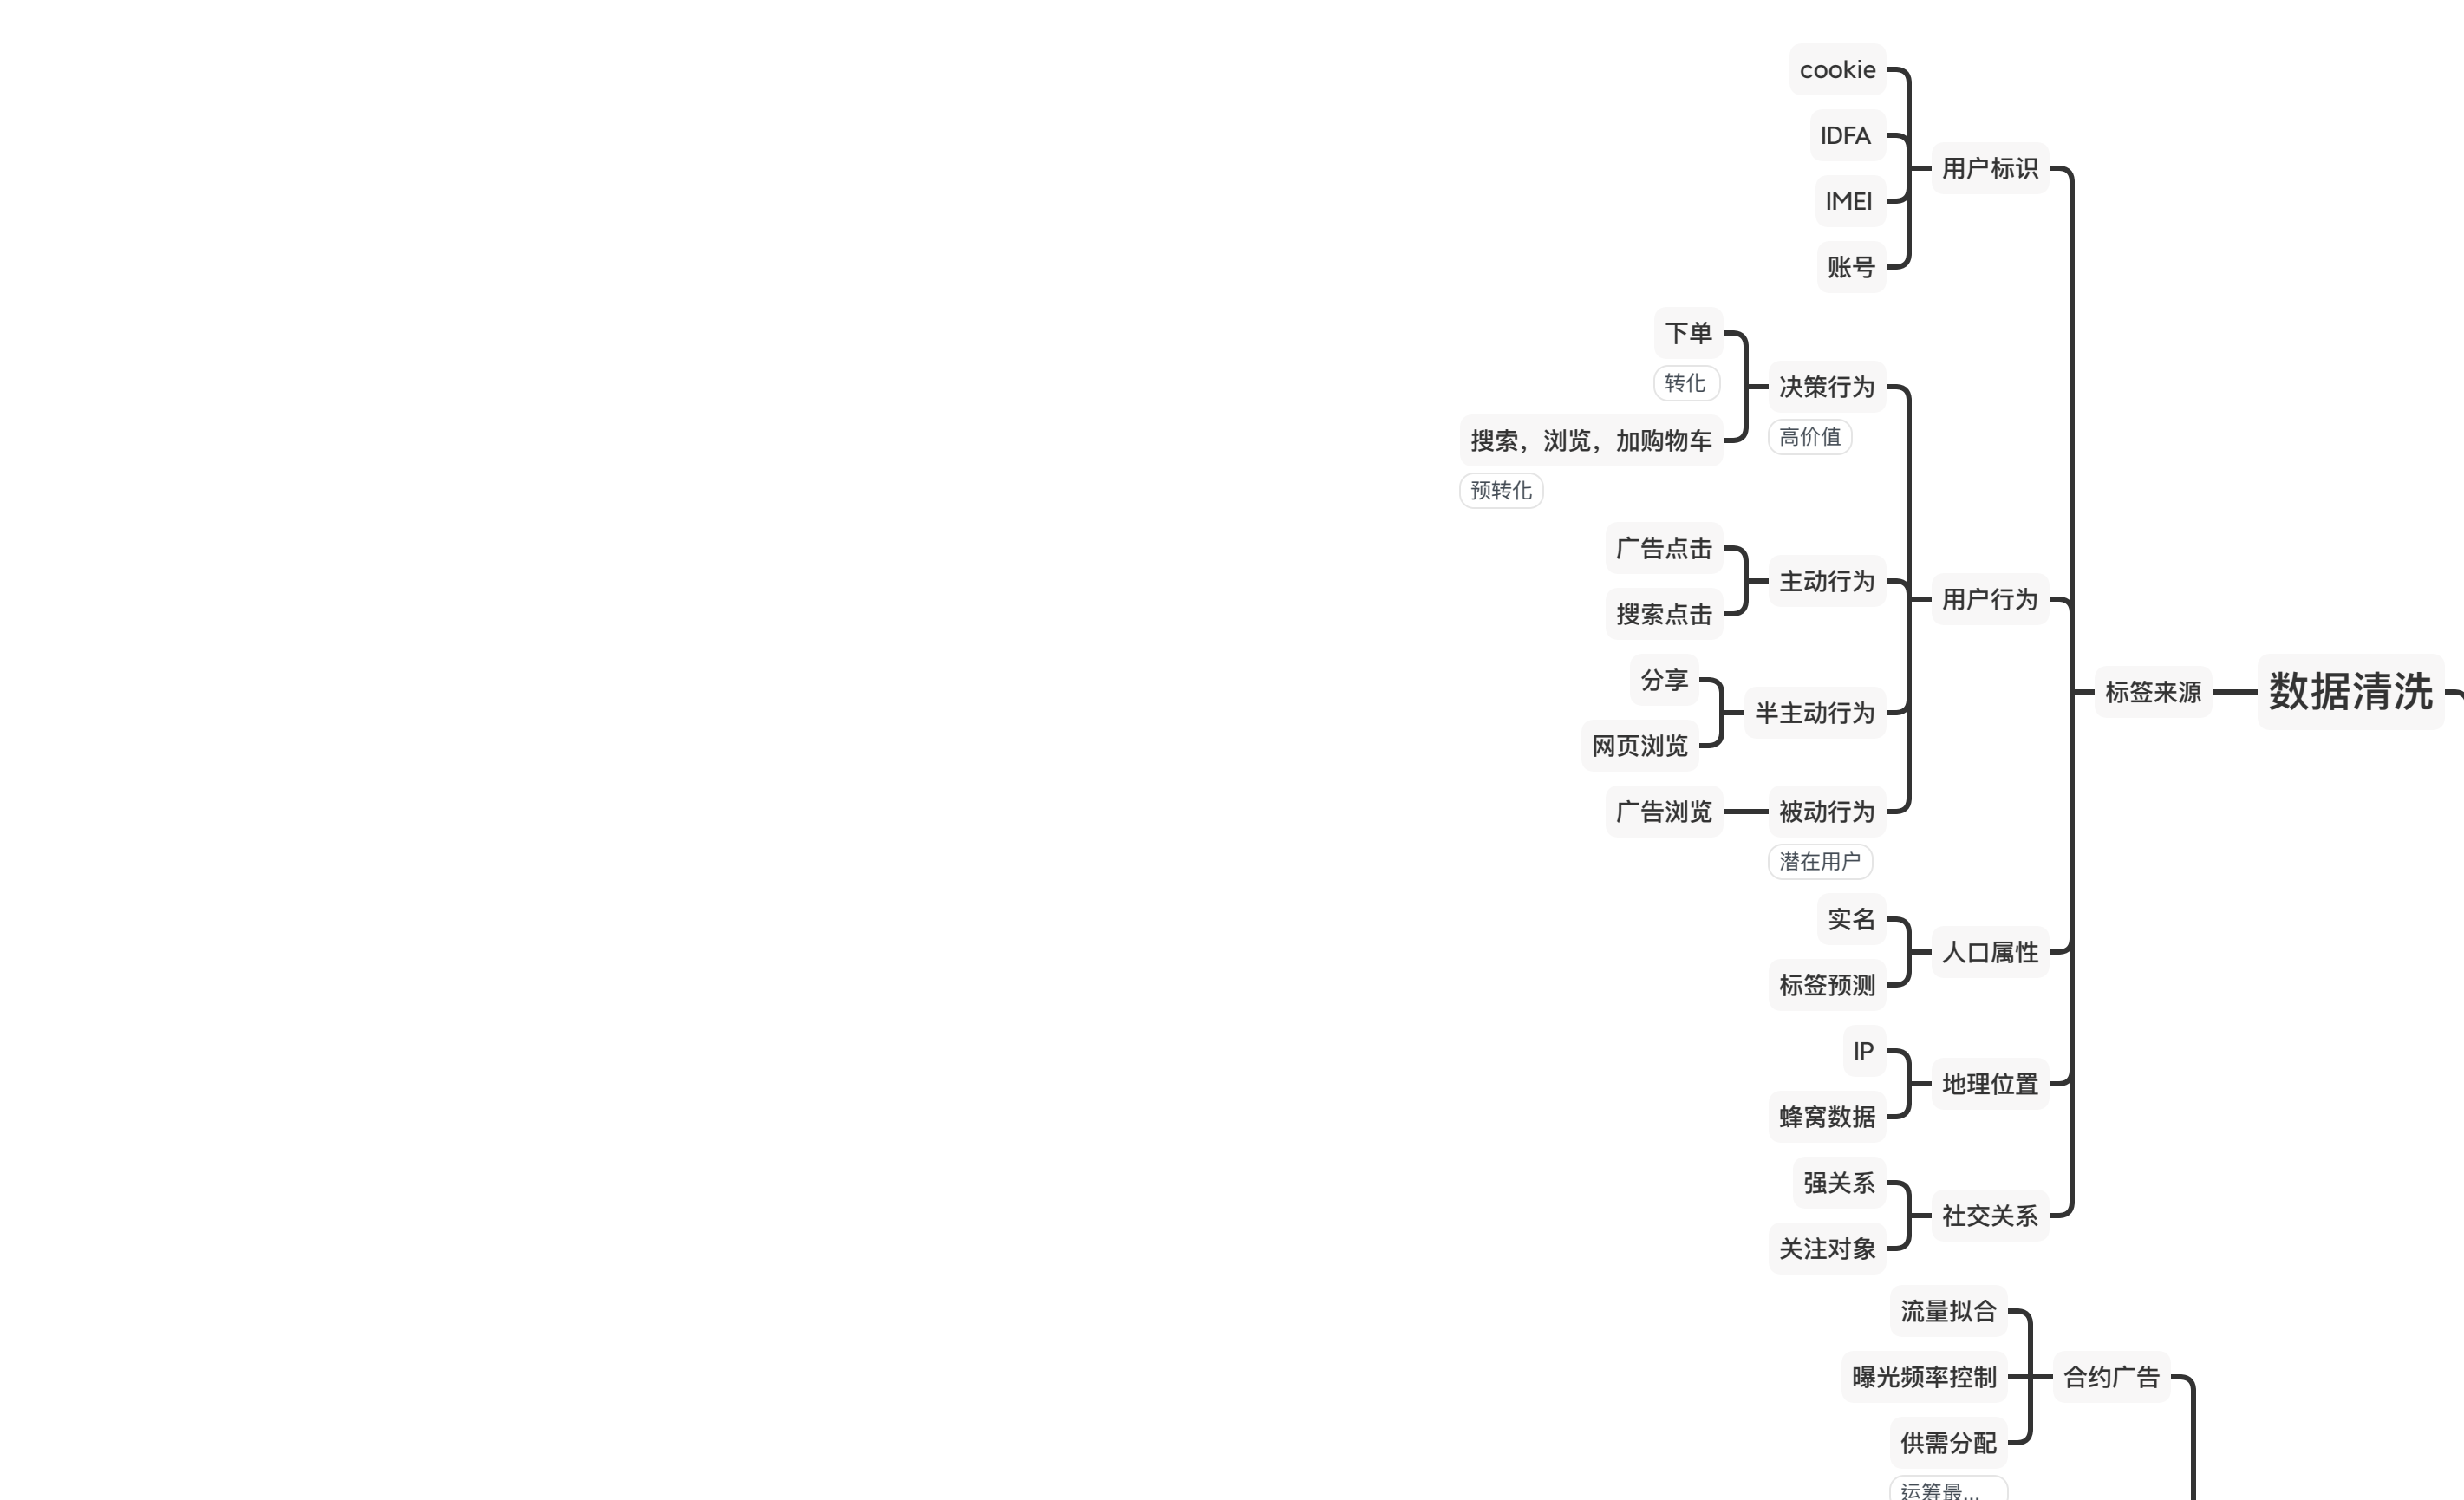 cookie
IDFA
IMEI
账号
用户标识
下单
转化
搜索，浏览，加购物车
预转化
决策行为
高价值
广告点击
搜索点击
主动行为
分享
网页浏览
半主动行为
广告浏览
被动行为
潜在用户
用户行为
实名
标签预测
人口属性
IP
蜂窝数据
地理位置
强关系
关注对象
社交关系
标签来源
数据清洗
流量拟合
曝光频率控制
供需分配
运筹最...
合约广告